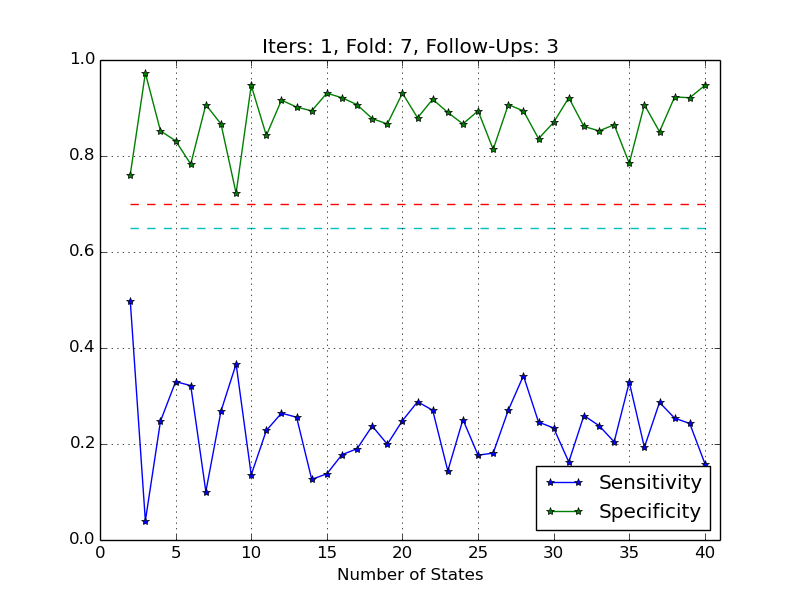 Iters: 1, Fold: 7, Follow-Ups: 3
1.0
0.8
0.6
0.4
0.2
0.0
Sensitivity
Specificity
0 5 10 15 20 25 30 35 40
Number of States